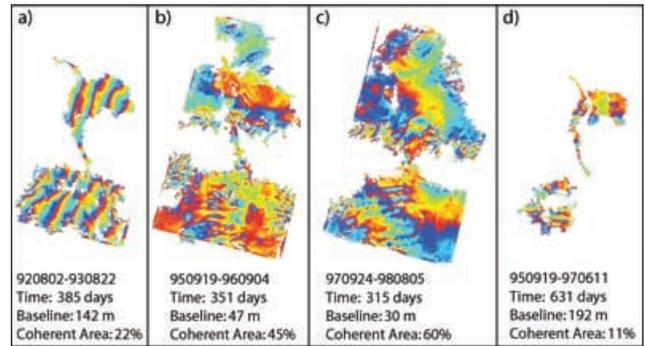 a)
920802-930822
Time: 385 days
Baseline: 142 m
Coherent Area: 22%
b)
950919-960904
Time: 351 days
Baseline: 47 m
Coherent Area: 45%
c)
970924-980805
Time: 315 days
Baseline: 30 m
Coherent Area: 60%
d)
950919-970611
Time: 631 days
Baseline: 192 m
Coherent Area: 11%